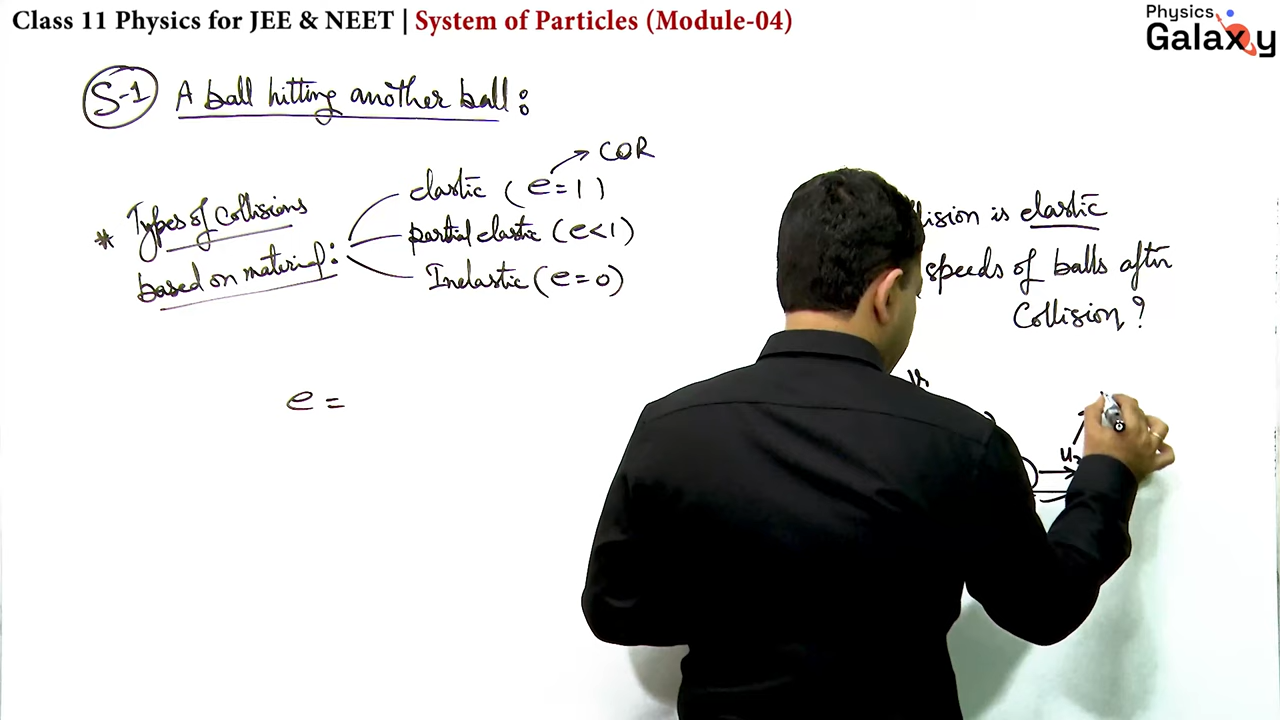 Class 11 Physics for JEE & NEET | System of Particles (Module-04)
Physics
Galaxy
S-1 A ball hitting another ball :
COR
* Types of Collisions
based on material :
elastic ( e = 1 )
partial elastic ( e < 1 )
Inelastic ( e = 0 )
e =
is elastic
speeds of balls after
Collision ?